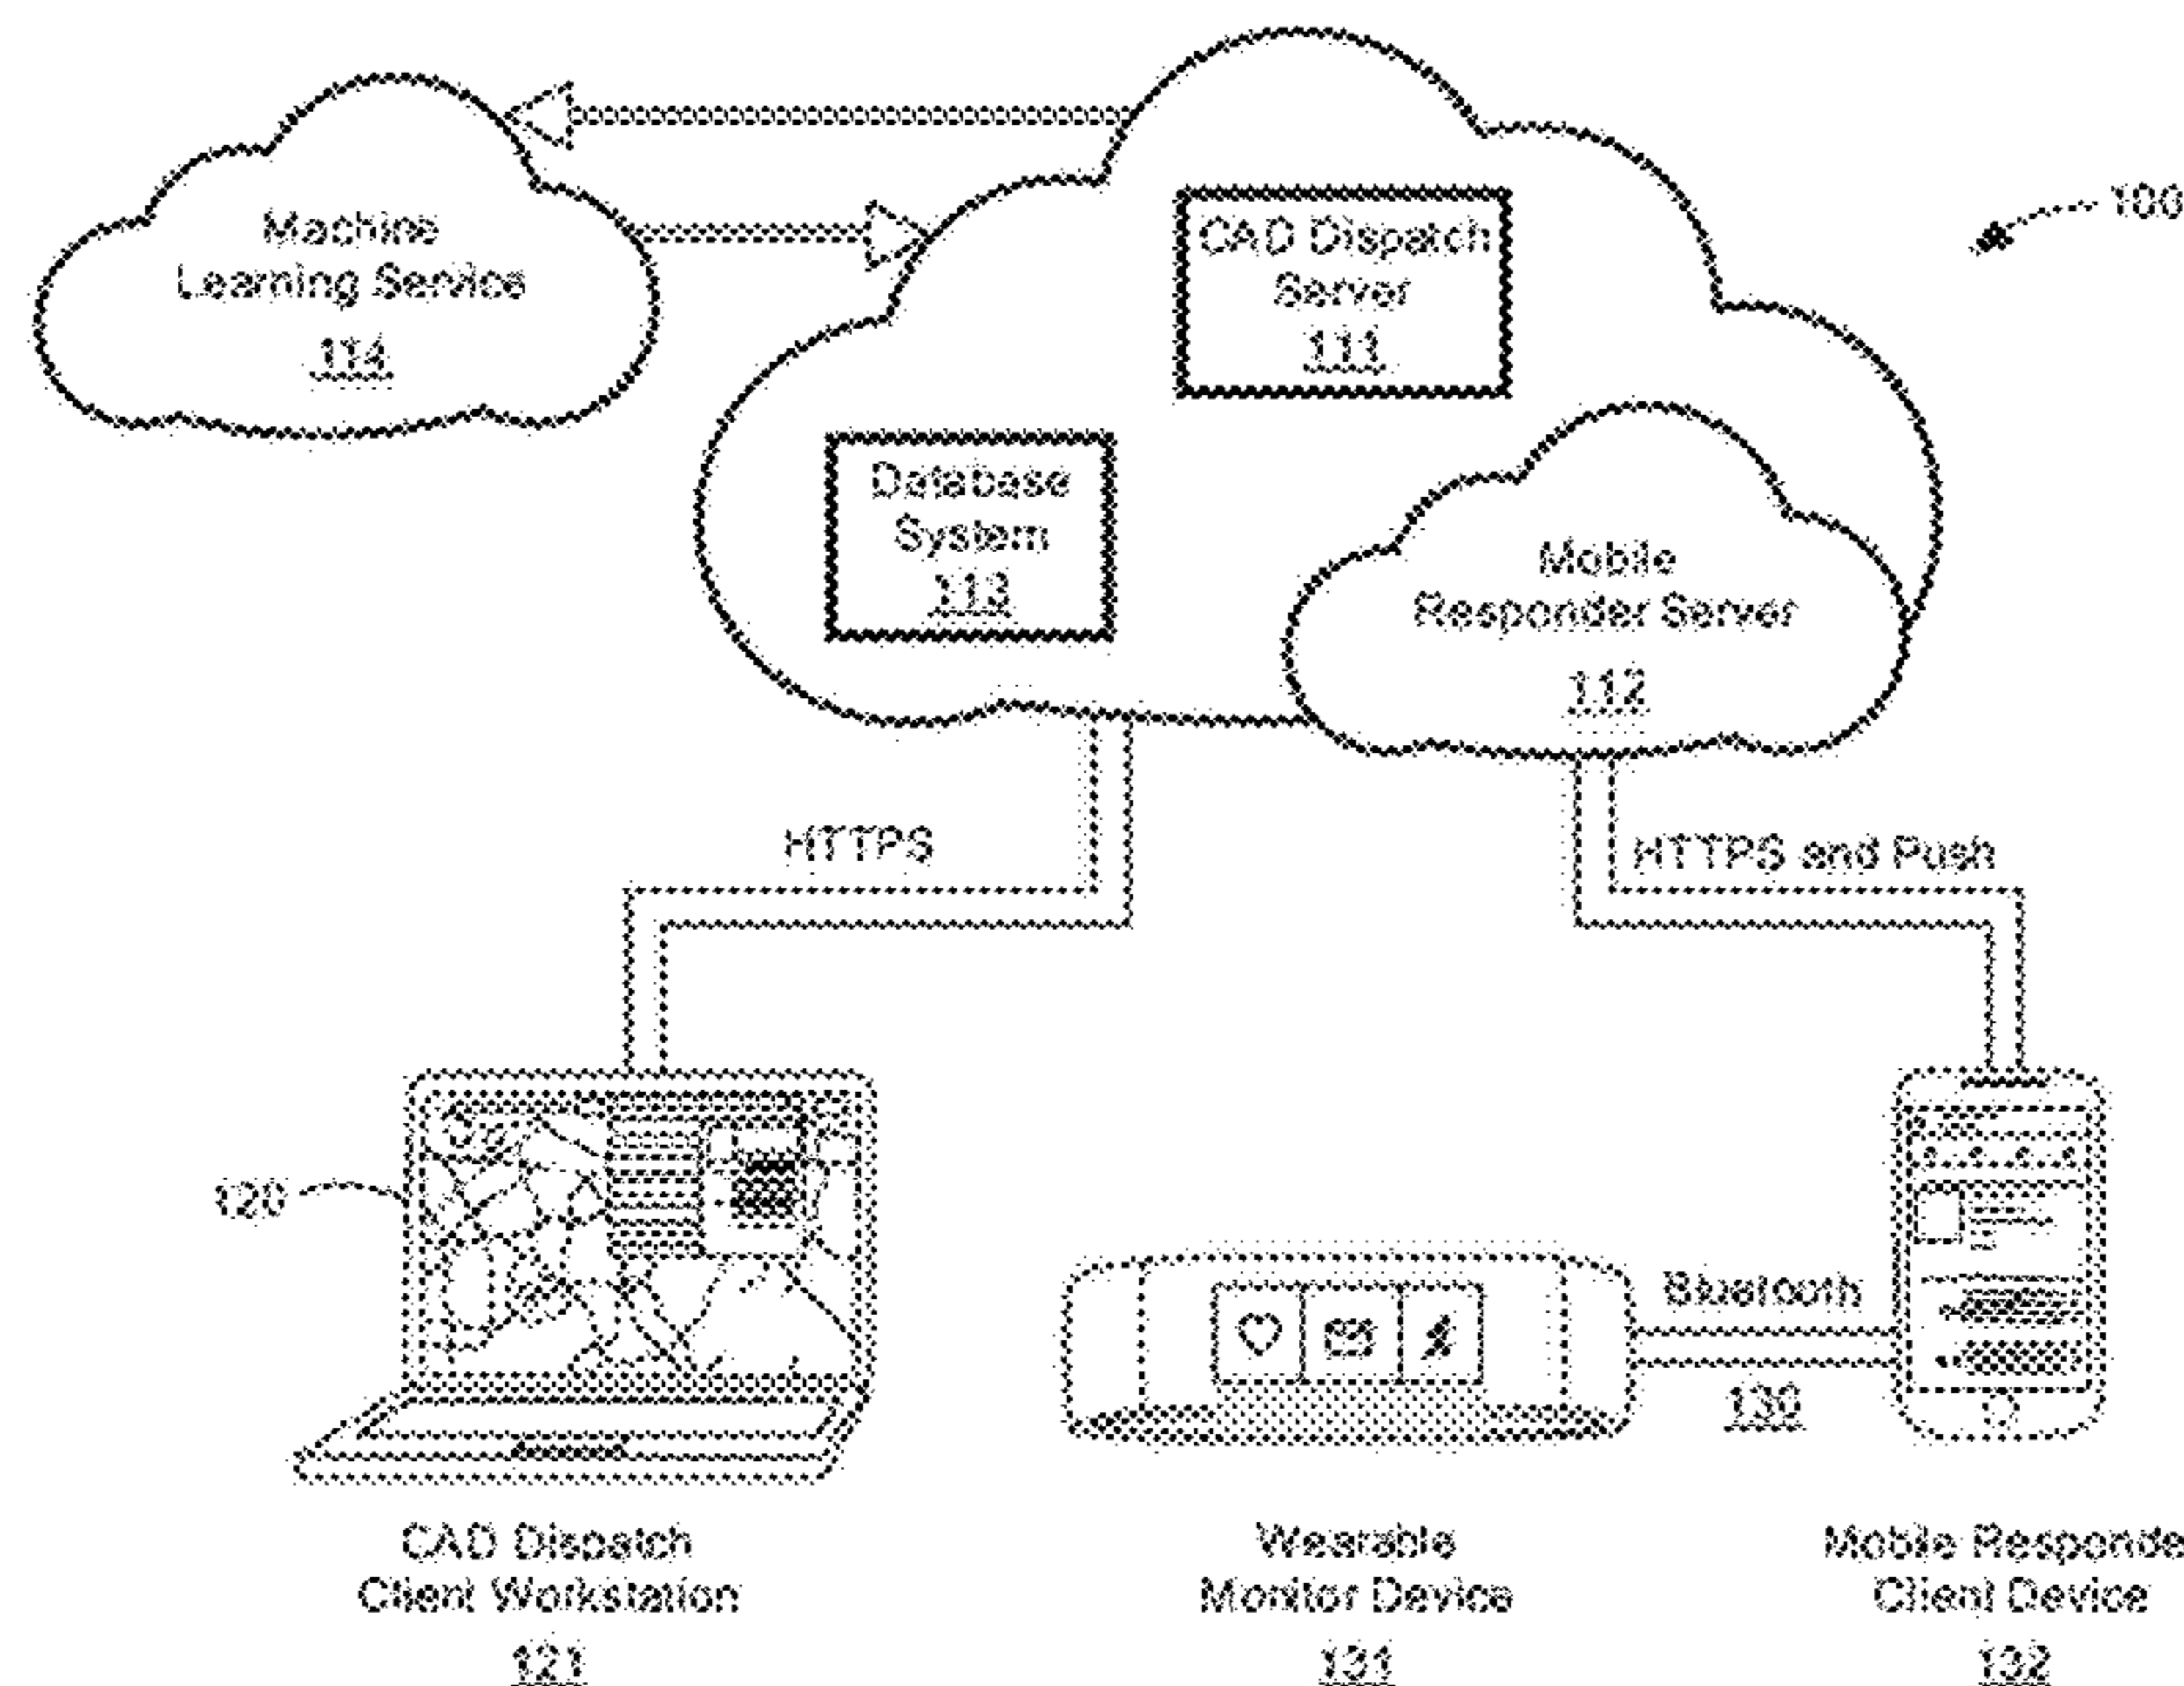 100
Machine
Learning Service
114
CAD Dispatch
Server
111
Database
System
113
Mobile
Responder Server
112
HTTPS
HTTPS and Push
120
Bluetooth
130
CAD Dispatch
Client Workstation
121
Wearable
Monitor Device
131
Mobile Responde
Client Device
132